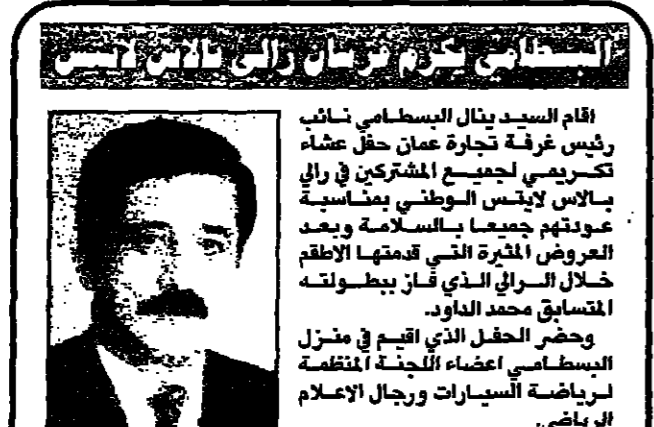 البسطامي يكرم فرسان رالي بالاس لايتس
اقام السيد ينال البسطامي نائب
رئيس غرفة تجارة عمان حفل عشاء
تكريمي لجميع المشتركين في رالي
بالاس لايتس الوطني بمناسبة
عودتهم جميعا بالسلامة وبعد
العروض المثيرة التي قدمتها الاطقم
خلال الرالي الذي فاز ببطولته
المتسابق محمد الداود.
وحضر الحفل الذي اقيم في منزل
البسطامي اعضاء اللجنة المنظمة
لرياضة السيارات ورجال الاعلام
الرياضي.